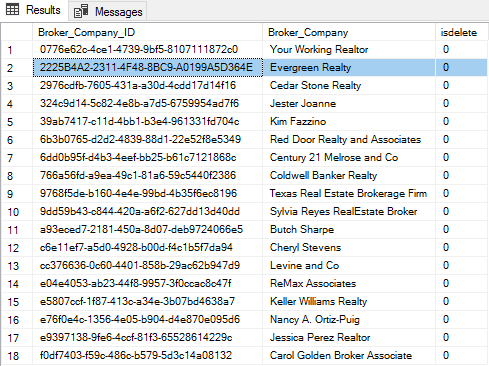 Results Messages
Broker_Company_ID Broker_Company isdelete
1 0776e62c-4ce1-4739-9bf5-8107111872c0 Your Working Realtor 0
2 2225B4A2-2311-4F48-8BC9-A0199A5D364E Evergreen Realty 0
3 2976cdfb-7605-431a-a30d-4cdd17d14f16 Cedar Stone Realty 0
4 324c9d14-5c82-4e8b-a7d5-6759954ad7f6 Jester Joanne 0
5 39ab7417-c11d-4bb1-b3e4-961331fd704c Kim Fazzino 0
6 6b3b0765-d2d2-4839-88d1-22e52f8e5349 Red Door Realty and Associates 0
7 6dd0b95f-d4b3-4eef-bb25-b61c7121868c Century 21 Melrose and Co 0
8 766a56fd-a9ea-49c1-81a6-59c5440f2386 Coldwell Banker Realty 0
9 9768f5de-b160-4e4e-99bd-4b35f6ec8196 Texas Real Estate Brokerage Firm 0
10 9dd59b43-c844-420a-a6f2-627dd13d40dd Sylvia Reyes RealEstate Broker 0
11 a93eced7-2181-450a-8d07-deb9724066e5 Butch Sharpe 0
12 c6e11ef7-a5d0-4928-b00d-f4c1b5f7da94 Cheryl Stevens 0
13 cc376636-0c60-4401-858b-29ac62b947d9 Levine and Co 0
14 e04e4053-ab23-44f8-9957-3f0ccac8c47f ReMax Associates 0
15 e5807ccf-1f87-413c-a34e-3b07bd4638a7 Keller Williams Realty 0
16 e76f0e4c-1356-4e05-b904-d4e870e095d6 Nancy A. Ortiz-Puig 0
17 e9397138-9fe6-4ccf-81f3-65528614229c Jessica Perez Realtor 0
18 f0df7403-f59c-486c-b579-5d3c14a08132 Carol Golden Broker Associate 0